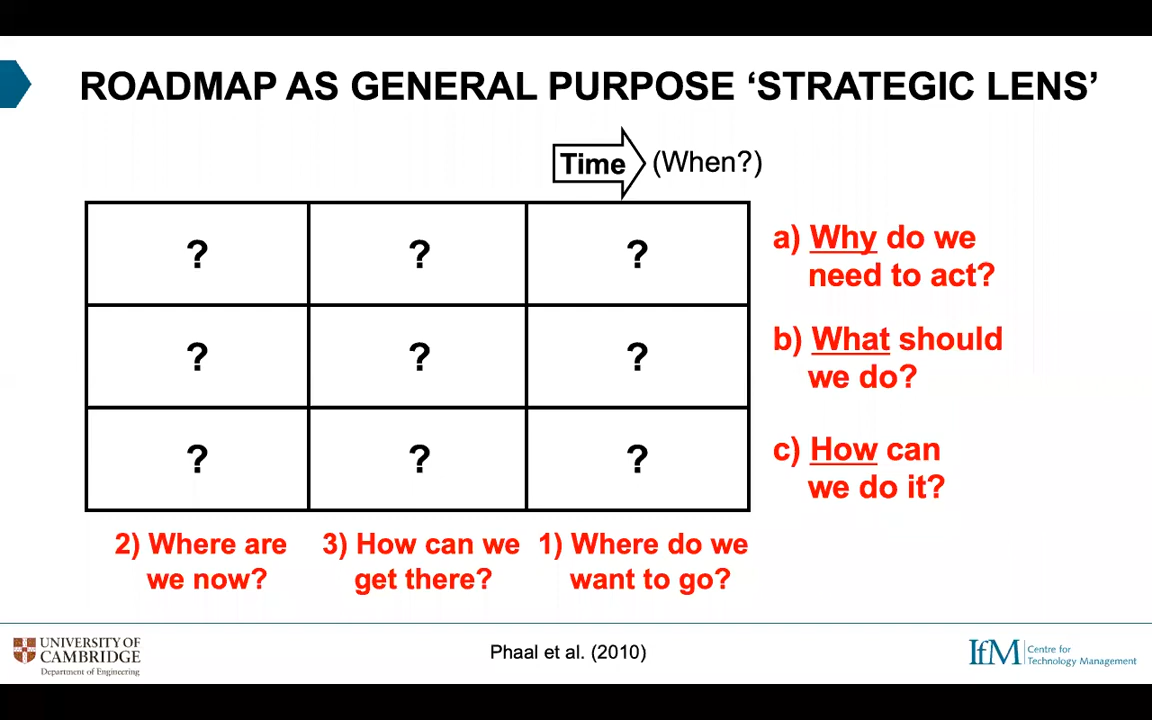 ROADMAP AS GENERAL PURPOSE ‘STRATEGIC LENS’
Time (When?)
? ? ?
a) Why do we
need to act?
? ? ?
b) What should
we do?
? ? ?
c) How can
we do it?
2) Where are
we now?
3) How can we
get there?
1) Where do we
want to go?
UNIVERSITY OF
CAMBRIDGE
Department of Engineering
Phaal et al. (2010)
IfM
Centre for
Technology Management